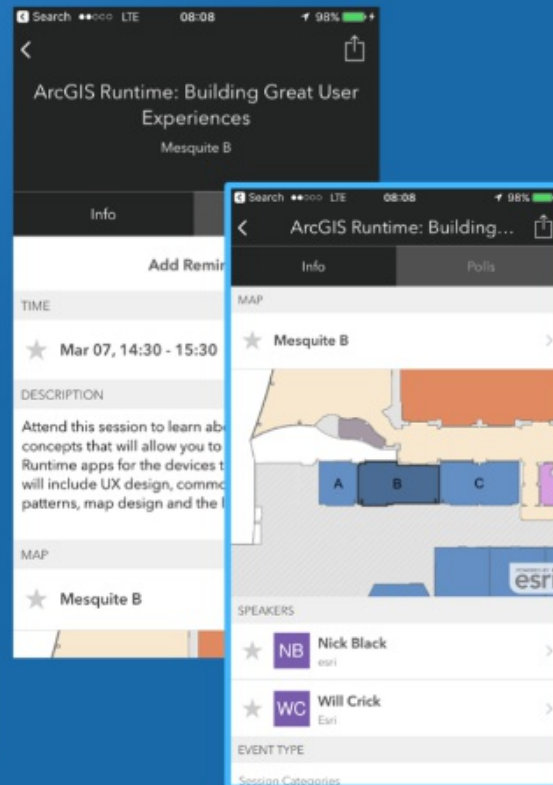 Search LTE 08:08 98%
ArcGIS Runtime: Building Great User
Experiences
Mesquite B
Info
Add Remin
TIME
Mar 07, 14:30 - 15:30
DESCRIPTION
Attend this session to learn ab
concepts that will allow you to
Runtime apps for the devices t
will include UX design, commo
patterns, map design and the l
MAP
Mesquite B
Search LTE 08:08 98%
ArcGIS Runtime: Building...
Info Polls
MAP
Mesquite B
A B C
esri
SPEAKERS
NB Nick Black
esri
WC Will Crick
Esri
EVENT TYPE
Session Categories